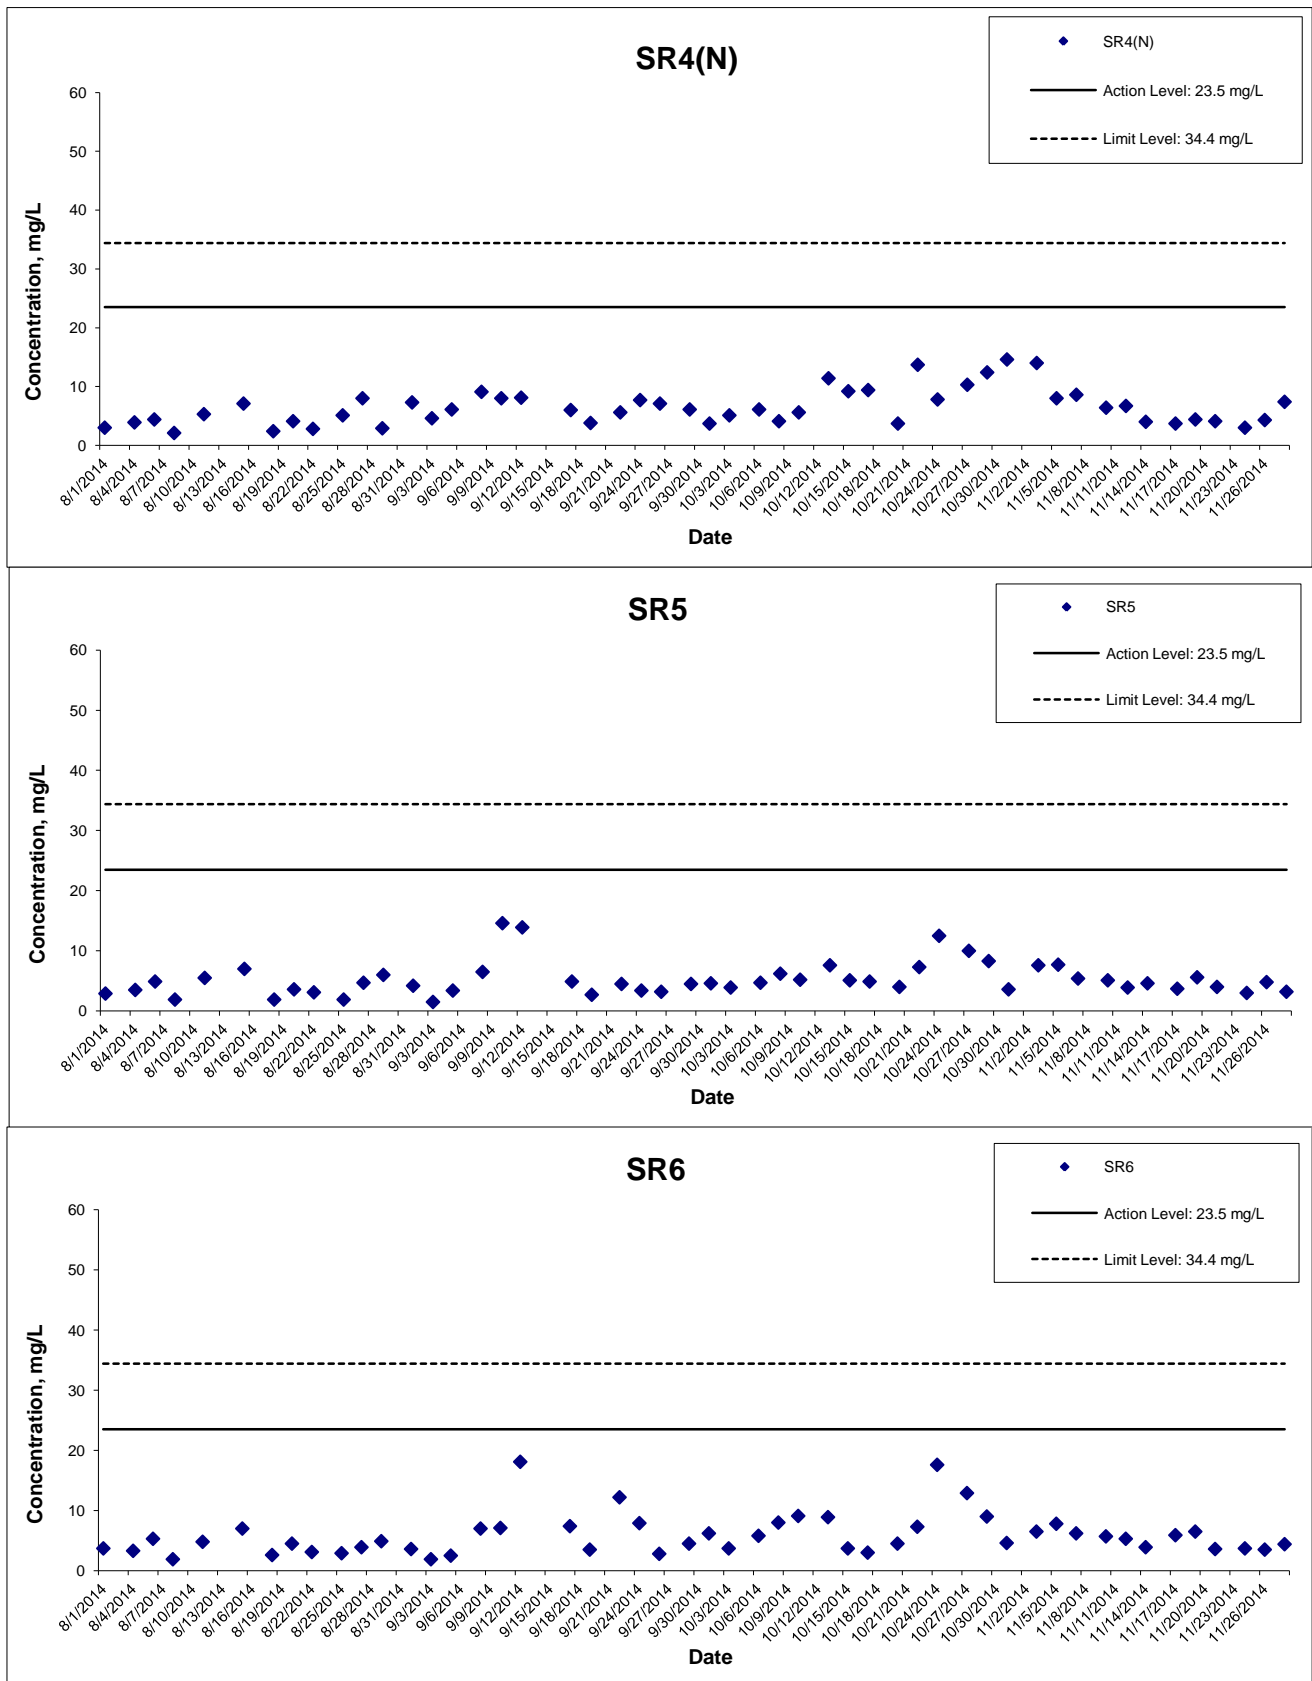 SR4(N)
SR4(N)
Action Level: 23.5 mg/L
Limit Level: 34.4 mg/L
Concentration, mg/L
60
50
40
30
20
10
0
8/1/2014 8/4/2014 8/7/2014 8/10/2014 8/13/2014 8/16/2014 8/19/2014 8/22/2014 8/25/2014 8/28/2014 8/31/2014 9/3/2014 9/6/2014 9/9/2014 9/12/2014 9/15/2014 9/18/2014 9/21/2014 9/24/2014 9/27/2014 9/30/2014 10/3/2014 10/6/2014 10/9/2014 10/12/2014 10/15/2014 10/18/2014 10/21/2014 10/24/2014 10/27/2014 10/30/2014 11/2/2014 11/5/2014 11/8/2014 11/11/2014 11/14/2014 11/17/2014 11/20/2014 11/23/2014 11/26/2014
Date
SR5
SR5
Action Level: 23.5 mg/L
Limit Level: 34.4 mg/L
Concentration, mg/L
60
50
40
30
20
10
0
8/1/2014 8/4/2014 8/7/2014 8/10/2014 8/13/2014 8/16/2014 8/19/2014 8/22/2014 8/25/2014 8/28/2014 8/31/2014 9/3/2014 9/6/2014 9/9/2014 9/12/2014 9/15/2014 9/18/2014 9/21/2014 9/24/2014 9/27/2014 9/30/2014 10/3/2014 10/6/2014 10/9/2014 10/12/2014 10/15/2014 10/18/2014 10/21/2014 10/24/2014 10/27/2014 10/30/2014 11/2/2014 11/5/2014 11/8/2014 11/11/2014 11/14/2014 11/17/2014 11/20/2014 11/23/2014 11/26/2014
Date
SR6
SR6
Action Level: 23.5 mg/L
Limit Level: 34.4 mg/L
Concentration, mg/L
60
50
40
30
20
10
0
8/1/2014 8/4/2014 8/7/2014 8/10/2014 8/13/2014 8/16/2014 8/19/2014 8/22/2014 8/25/2014 8/28/2014 8/31/2014 9/3/2014 9/6/2014 9/9/2014 9/12/2014 9/15/2014 9/18/2014 9/21/2014 9/24/2014 9/27/2014 9/30/2014 10/3/2014 10/6/2014 10/9/2014 10/12/2014 10/15/2014 10/18/2014 10/21/2014 10/24/2014 10/27/2014 10/30/2014 11/2/2014 11/5/2014 11/8/2014 11/11/2014 11/14/2014 11/17/2014 11/20/2014 11/23/2014 11/26/2014
Date